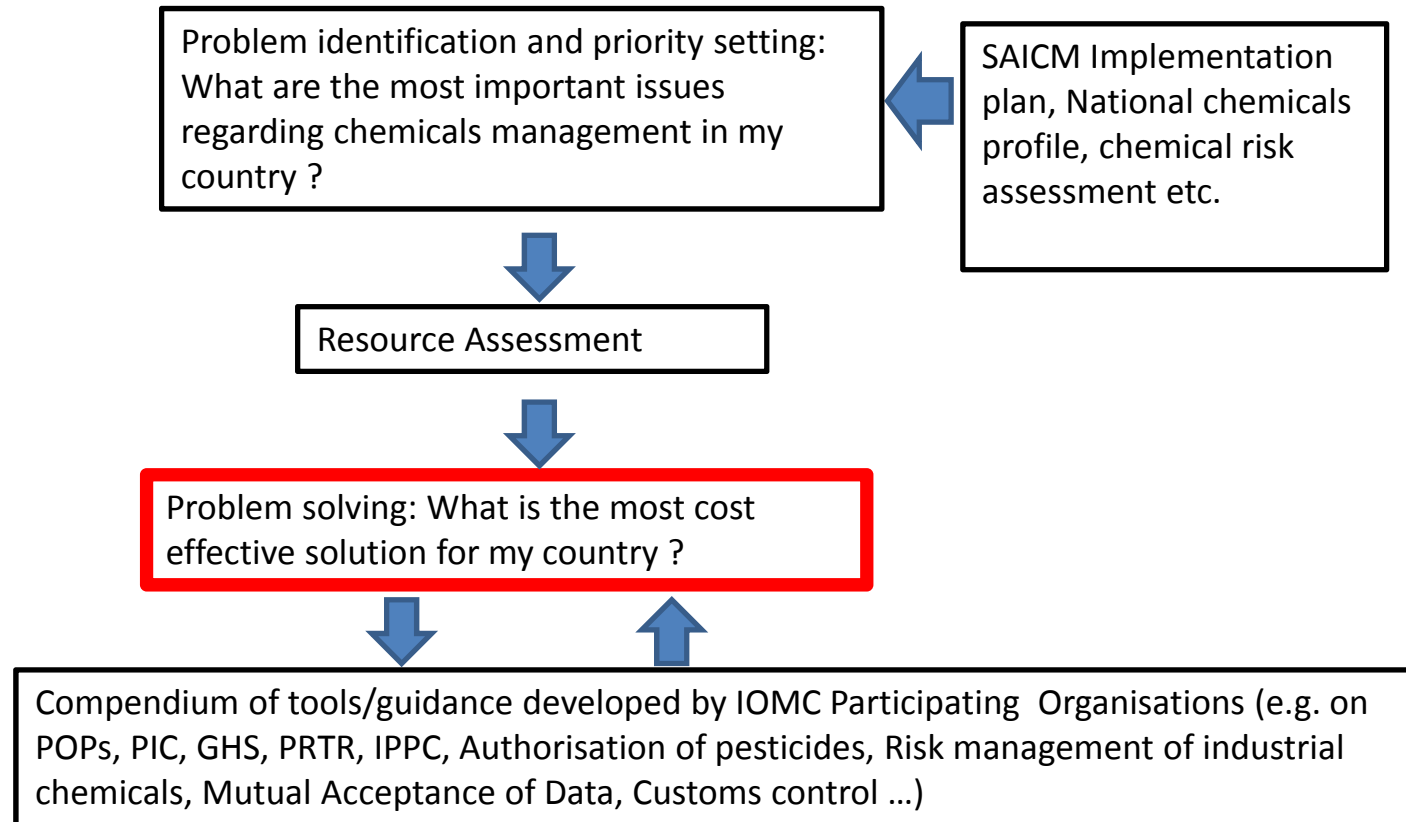 Problem identification and priority setting:
What are the most important issues
regarding chemicals management in my
country ?
SAICM Implementation
plan, National chemicals
profile, chemical risk
assessment etc.
Resource Assessment
Problem solving: What is the most cost
effective solution for my country ?
Compendium of tools/guidance developed by IOMC Participating Organisations (e.g. on
POPs, PIC, GHS, PRTR, IPPC, Authorisation of pesticides, Risk management of industrial
chemicals, Mutual Acceptance of Data, Customs control ...)